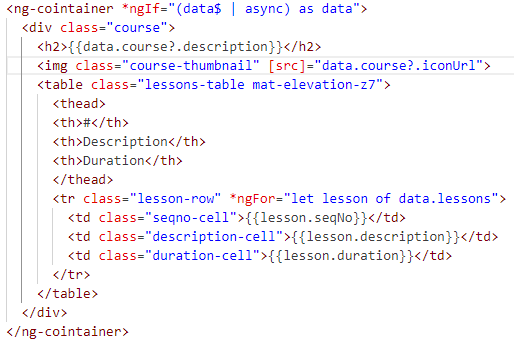 <ng-cointainer *ngIf="(data$ | async) as data">
<div class="course">
<h2>{{data.course?.description}}</h2>
<img class="course-thumbnail" [src]="data.course?.iconUrl">
<table class="lessons-table mat-elevation-z7">
<thead>
<th>#</th>
<th>Description</th>
<th>Duration</th>
</thead>
<tr class="lesson-row" *ngFor="let lesson of data.lessons">
<td class="seqno-cell">{{lesson.seqNo}}</td>
<td class="description-cell">{{lesson.description}}</td>
<td class="duration-cell">{{lesson.duration}}</td>
</tr>
</table>
</div>
</ng-cointainer>